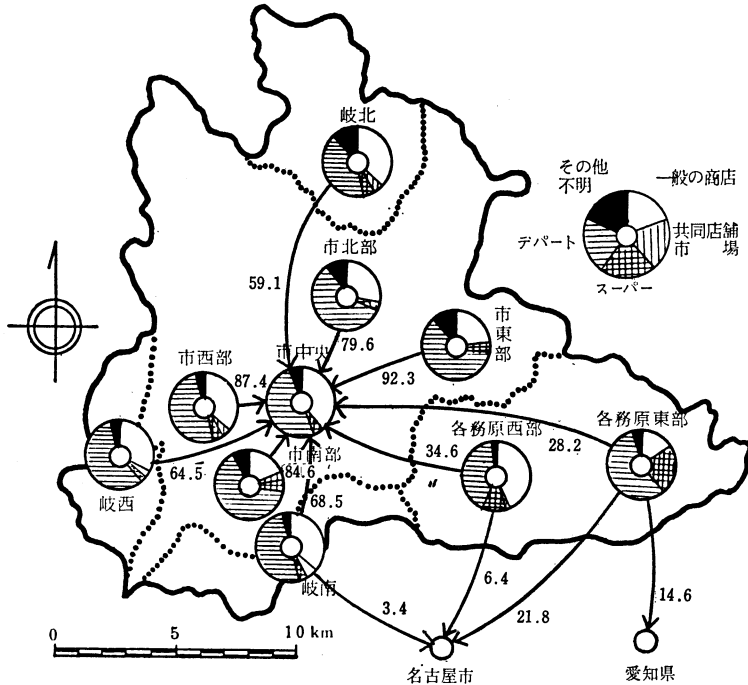 岐北
その他
不明
一般の商店
デパート
共同店舗
市場
スーパー
市北部
59.1
79.6
市東部
市中央
市西部
87.4
92.3
各務原西部
各務原東部
34.6
28.2
64.5
市南部
84.6
68.5
岐西
岐南
3.4
6.4
21.8
14.6
0
5
10 km
名古屋市
愛知県